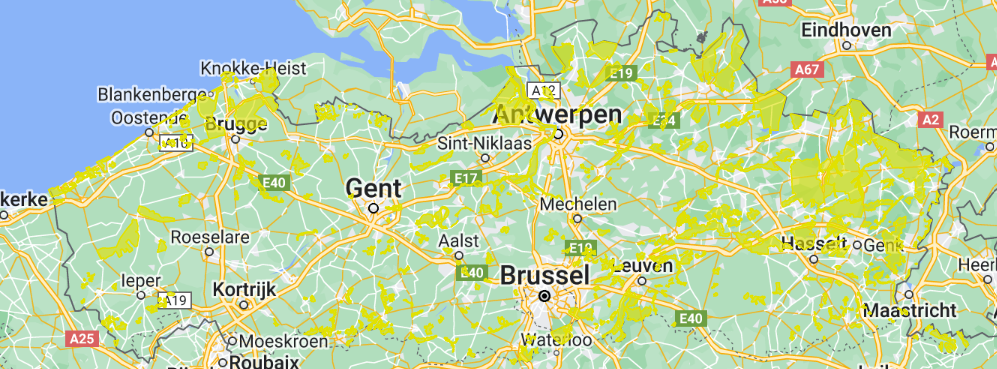 A58
Eindhoven
A67
Knokke-Heist
E19
Blankenberge
A12
Oostende
Antwerpen
E34
A2
Brugge
Roerm
A10
Sint-Niklaas
E17
E40
Gent
kerke
Mechelen
Roeselare
Aalst
E19
Hasselt
Genk
Leuven
E40
Brussel
Heerl
Ieper
Kortrijk
A19
Maastricht
E40
A25
Waterloo
Moeskroen
Roubaix